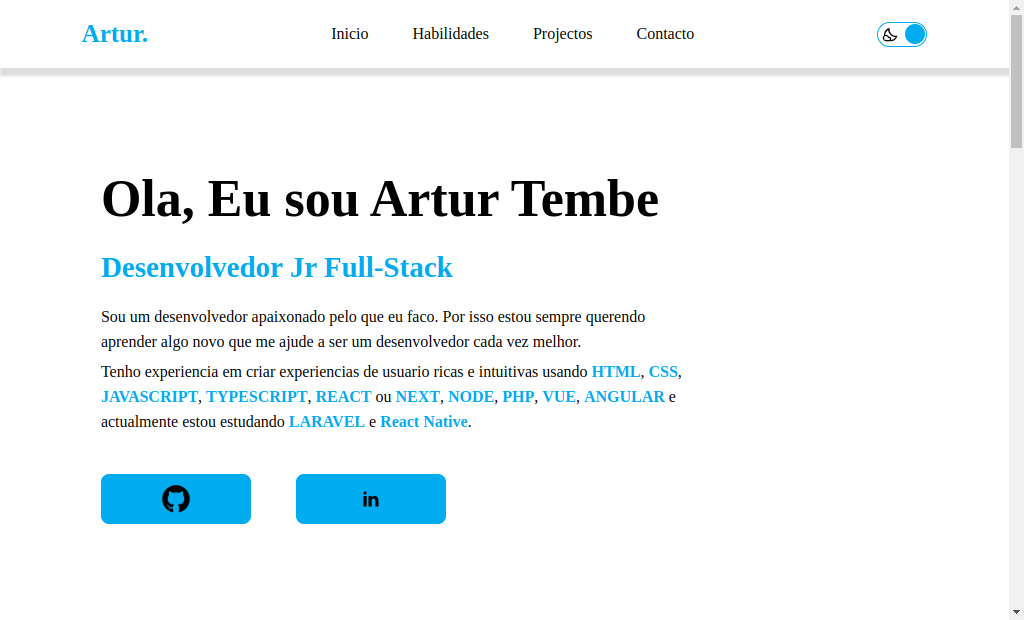 Artur.
Inicio Habilidades Projectos Contacto
Ola, Eu sou Artur Tembe
Desenvolvedor Jr Full-Stack
Sou um desenvolvedor apaixonado pelo que eu faco. Por isso estou sempre querendo
aprender algo novo que me ajude a ser um desenvolvedor cada vez melhor.
Tenho experiencia em criar experiencias de usuario ricas e intuitivas usando HTML, CSS,
JAVASCRIPT, TYPESCRIPT, REACT ou NEXT, NODE, PHP, VUE, ANGULAR e
actualmente estou estudando LARAVEL e React Native.
in